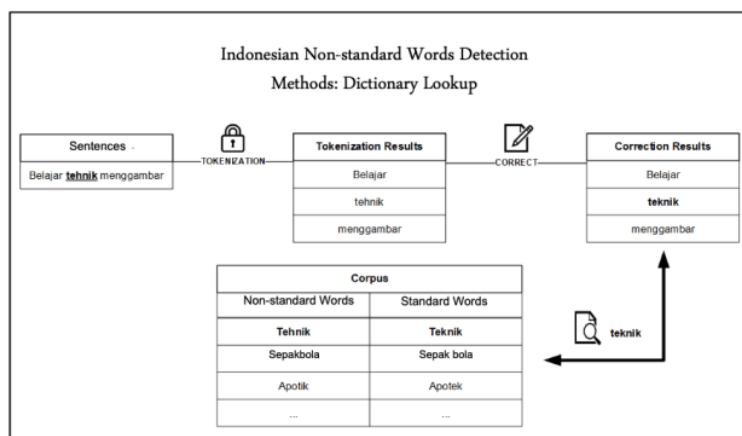 Indonesian Non-standard Words Detection
Methods: Dictionary Lookup
Sentences
Belajar tehnik menggambar
TOKENIZATION
Tokenization Results
Belajar
tehnik
menggambar
CORRECT
Correction Results
Belajar
teknik
menggambar
Corpus
Non-standard Words Standard Words
Tehnik Teknik
Sepakbola Sepak bola
Apotik Apotek
... ...
teknik